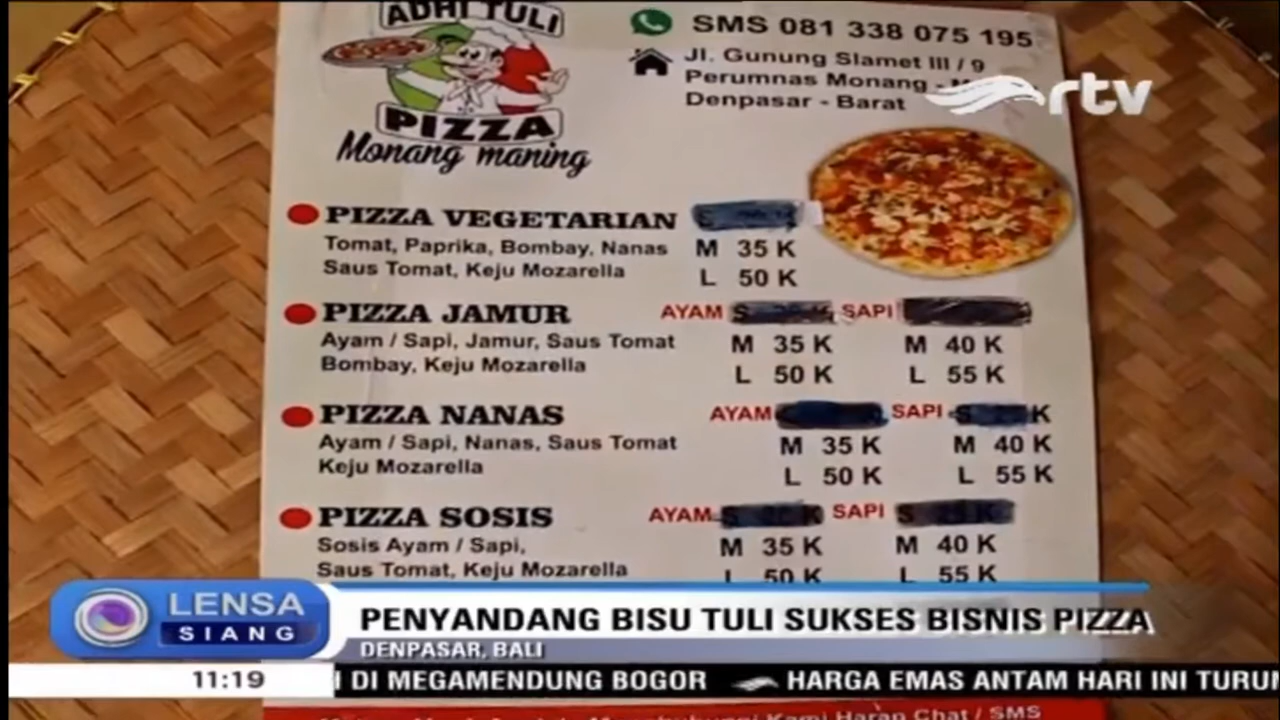 ADHI TULI
PIZZA
Monang maning
SMS 081 338 075 195
Jl. Gunung Slamet III / 9
Perumnas Monang -
Denpasar - Barat
rtv
PIZZA VEGETARIAN
Tomat, Paprika, Bombay, Nanas M 35 K
Saus Tomat, Keju Mozarella L 50 K
PIZZA JAMUR AYAM S SAPI
Ayam / Sapi, Jamur, Saus Tomat M 35 K M 40 K
Bombay, Keju Mozarella L 50 K L 55 K
PIZZA NANAS AYAM SAPI S K
Ayam / Sapi, Nanas, Saus Tomat M 35 K M 40 K
Keju Mozarella L 50 K L 55 K
PIZZA SOSIS AYAM S SAPI S
Sosis Ayam / Sapi, M 35 K M 40 K
Saus Tomat, Keju Mozarella L 50 K L 55 K
LENSA
SIANG
PENYANDANG BISU TULI SUKSES BISNIS PIZZA
DENPASAR, BALI
11:19 DI MEGAMENDUNG BOGOR HARGA EMAS ANTAM HARI INI TURUN
Kami Harap Chat / SMS